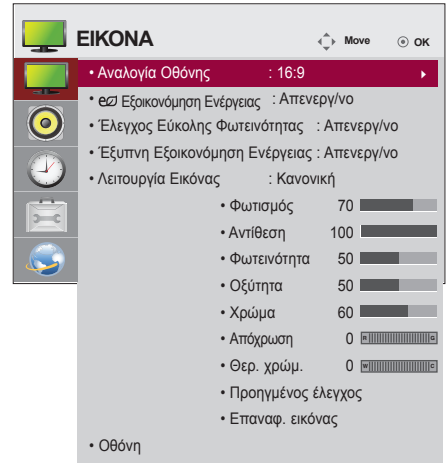 ΕΙΚΟΝΑ Move OK
• Αναλογία Οθόνης : 16:9
• e Εξοικονόμηση Ενέργειας : Απενεργ/νο
• Έλεγχος Εύκολης Φωτεινότητας : Απενεργ/νο
• Έξυπνη Εξοικονόμηση Ενέργειας : Απενεργ/νο
• Λειτουργία Εικόνας : Κανονική
• Φωτισμός 70
• Αντίθεση 100
• Φωτεινότητα 50
• Οξύτητα 50
• Χρώμα 60
• Απόχρωση 0 R G
• Θερ. χρώμ. 0 W C
• Προηγμένος έλεγχος
• Επαναφ. εικόνας
• Οθόνη